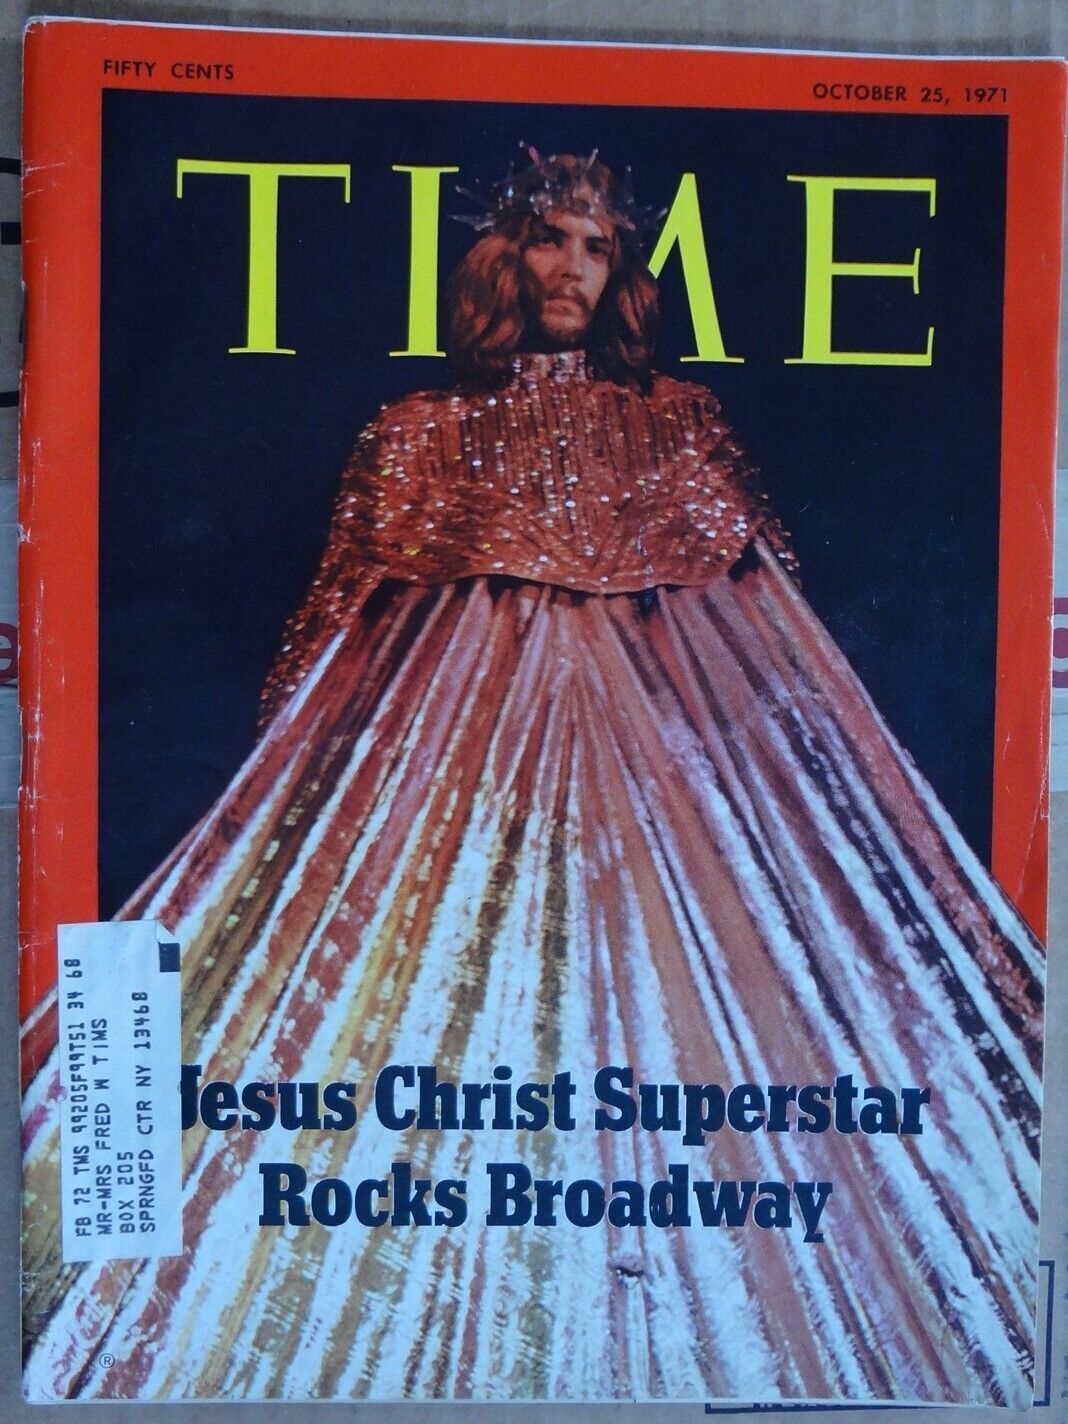 FIFTY CENTS
OCTOBER 25, 1971
TIME
Jesus Christ Superstar
Rocks Broadway
FB 72 TMS 99205F99T51 34 68
MR-MRS FRED W TIMS
BOX 205
SPRNGFD CTR NY 13468
®